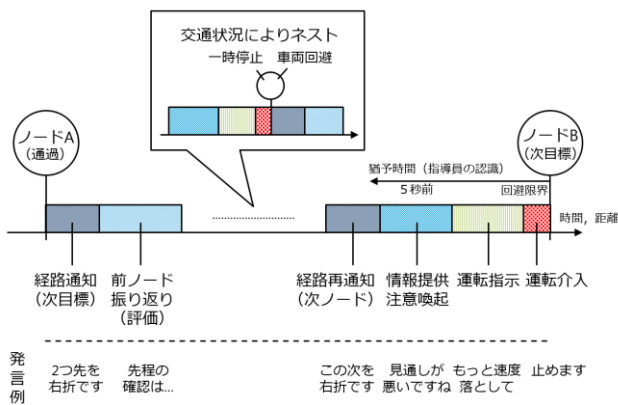 交通状況によりネスト
一時停止 車両回避
ノードA
（通過）
ノードB
（次目標）
猶予時間（指導員の認識）
5秒前 回避限界
時間，距離
経路通知
（次目標）
前ノード
振り返り
（評価）
経路再通知
（次ノード）
情報提供
注意喚起
運転指示
運転介入
発言例
2つ先を
右折です
先程の
確認は...
この次を
右折です
見通しが
悪いですね
もっと速度
落として
止めます